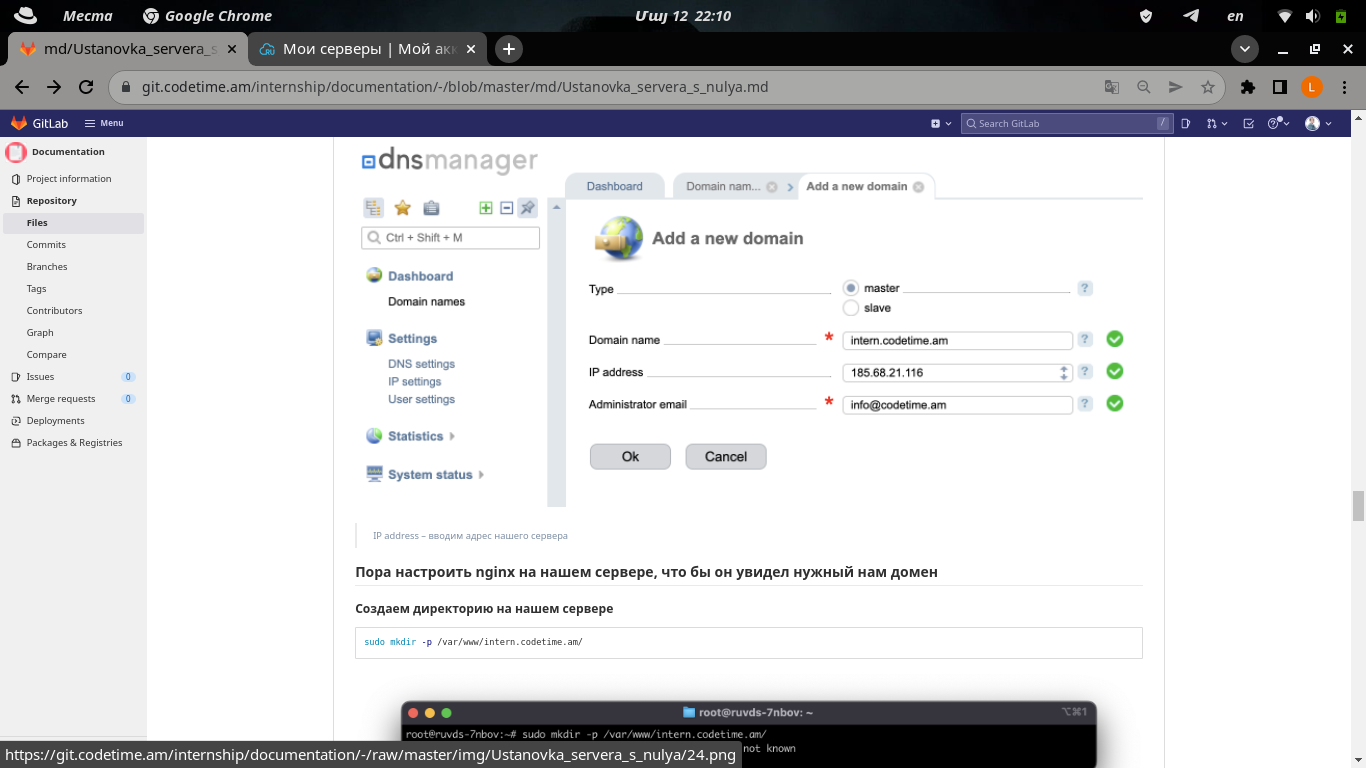 Места
Google Chrome
Մայ 12 22:10
en
md/Ustanovka_servera_s
Мои серверы | Мой акк
git.codetime.am/internship/documentation/-/blob/master/md/Ustanovka_servera_s_nulya.md
L
GitLab
Menu
Search GitLab
/
Documentation
Project information
Repository
Files
Commits
Branches
Tags
Contributors
Graph
Compare
Issues 0
Merge requests 0
Deployments
Packages & Registries
dnsmanager
Dashboard
Domain nam...
Add a new domain
Ctrl + Shift + M
Dashboard
Domain names
Settings
DNS settings
IP settings
User settings
Statistics
System status
Add a new domain
Type master ?
slave
Domain name * intern.codetime.am ?
IP address 185.68.21.116 ?
Administrator email * info@codetime.am ?
Ok Cancel
IP address – вводим адрес нашего сервера
Пора настроить nginx на нашем сервере, что бы он увидел нужный нам домен
Создаем директорию на нашем сервере
sudo mkdir -p /var/www/intern.codetime.am/
root@ruvds-7nbov: ~
⌥⌘1
root@ruvds-7nbov:~# sudo mkdir -p /var/www/intern.codetime.am/
not known
https://git.codetime.am/internship/documentation/-/raw/master/img/Ustanovka_servera_s_nulya/24.png